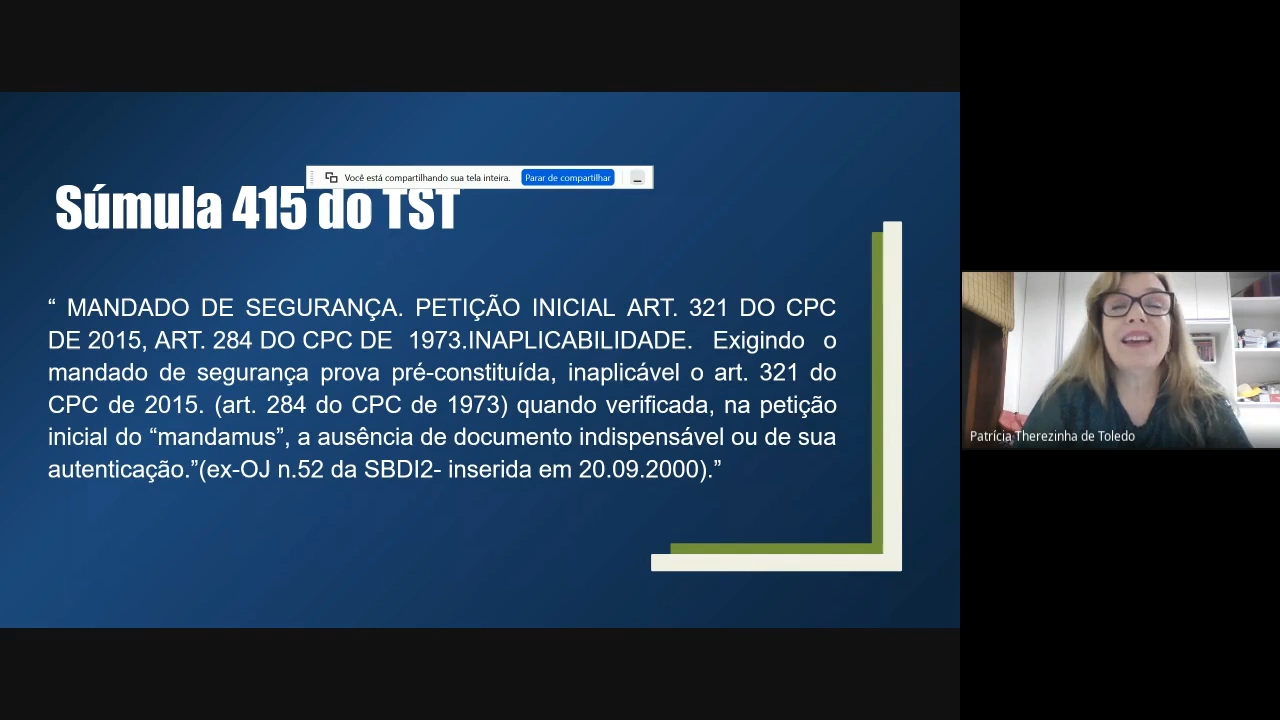 Você está compartilhando sua tela inteira. Parar de compartilhar
Súmula 415 do TST
“ MANDADO DE SEGURANÇA. PETIÇÃO INICIAL ART. 321 DO CPC
DE 2015, ART. 284 DO CPC DE 1973.INAPLICABILIDADE. Exigindo o
mandado de segurança prova pré-constituída, inaplicável o art. 321 do
CPC de 2015. (art. 284 do CPC de 1973) quando verificada, na petição
inicial do “mandamus”, a ausência de documento indispensável ou de sua
autenticação.”(ex-OJ n.52 da SBDI2- inserida em 20.09.2000).”
Patrícia Therezinha de Toledo